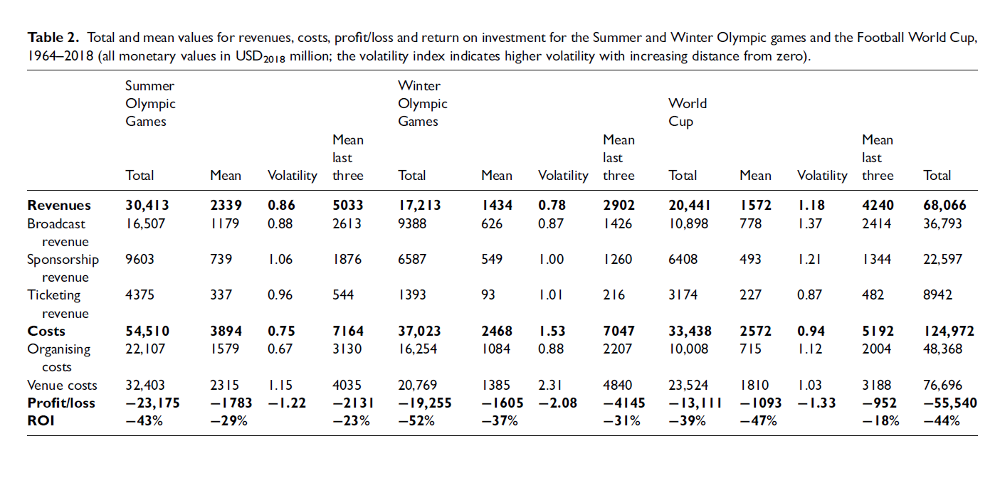 Table 2. Total and mean values for revenues, costs, profit/loss and return on investment for the Summer and Winter Olympic games and the Football World Cup,
1964–2018 (all monetary values in USD2018 million; the volatility index indicates higher volatility with increasing distance from zero).
Summer Winter
Olympic Olympic World
Games Games Cup
Mean Mean Mean
last last last
Total Mean Volatility three Total Mean Volatility three Total Mean Volatility three Total
Revenues 30,413 2339 0.86 5033 17,213 1434 0.78 2902 20,441 1572 1.18 4240 68,066
Broadcast 16,507 1179 0.88 2613 9388 626 0.87 1426 10,898 778 1.37 2414 36,793
revenue
Sponsorship 9603 739 1.06 1876 6587 549 1.00 1260 6408 493 1.21 1344 22,597
revenue
Ticketing 4375 337 0.96 544 1393 93 1.01 216 3174 227 0.87 482 8942
revenue
Costs 54,510 3894 0.75 7164 37,023 2468 1.53 7047 33,438 2572 0.94 5192 124,972
Organising 22,107 1579 0.67 3130 16,254 1084 0.88 2207 10,008 715 1.12 2004 48,368
costs
Venue costs 32,403 2315 1.15 4035 20,769 1385 2.31 4840 23,524 1810 1.03 3188 76,696
Profit/loss −23,175 −1783 −1.22 −2131 −19,255 −1605 −2.08 −4145 −13,111 −1093 −1.33 −952 −55,540
ROI −43% −29% −23% −52% −37% −31% −39% −47% −18% −44%